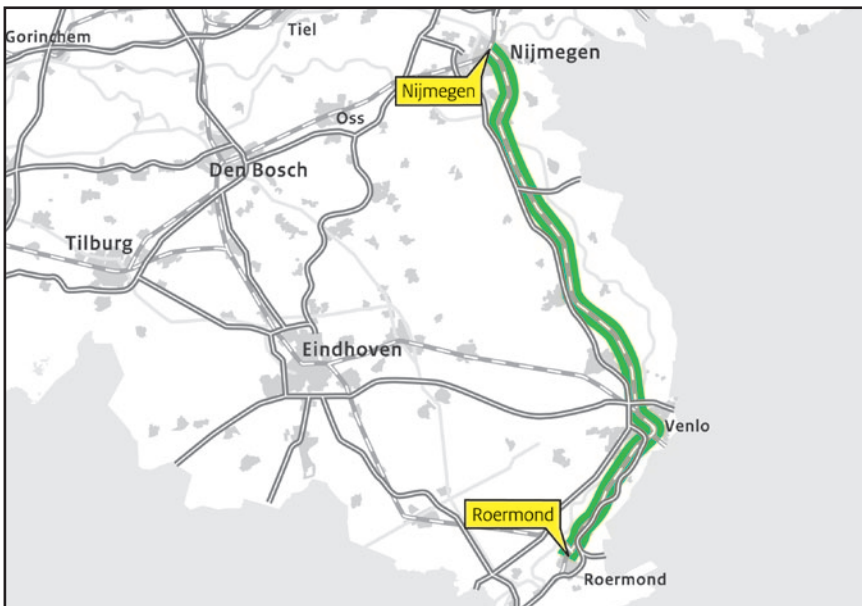 Gorinchem
Tiel
Nijmegen
Nijmegen
Oss
Den Bosch
Tilburg
Eindhoven
Venlo
Roermond
Roermond